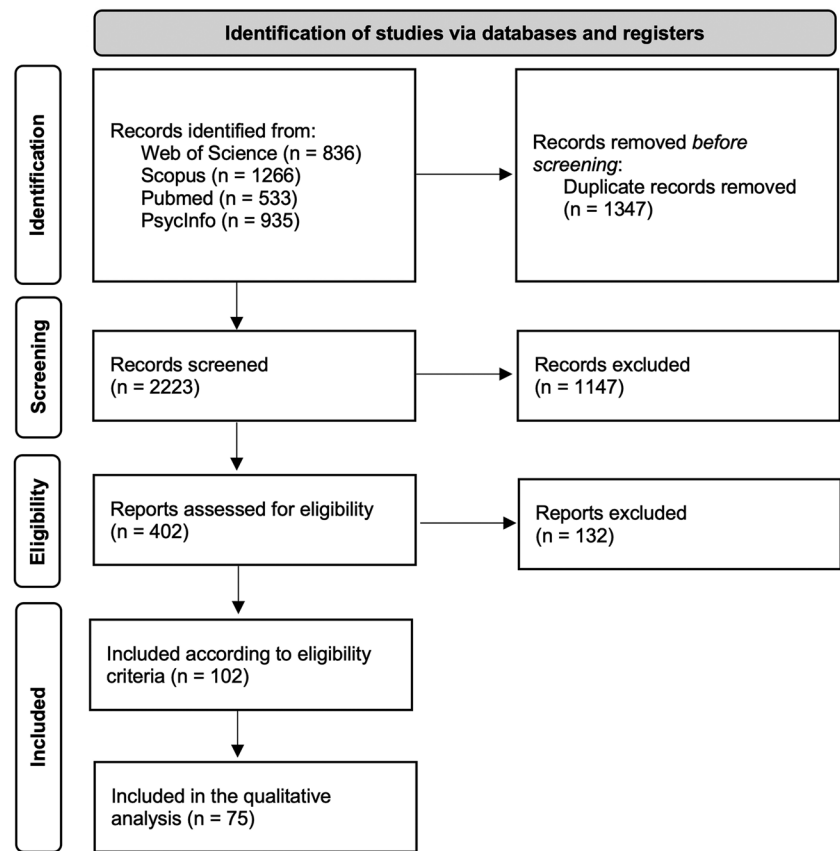 Identification of studies via databases and registers
Identification
Records identified from:
Web of Science (n = 836)
Scopus (n = 1266)
Pubmed (n = 533)
PsycInfo (n = 935)
Records removed before
screening:
Duplicate records removed
(n = 1347)
Screening
Records screened
(n = 2223)
Records excluded
(n = 1147)
Eligibility
Reports assessed for eligibility
(n = 402)
Reports excluded
(n = 132)
Included
Included according to eligibility
criteria (n = 102)
Included in the qualitative
analysis (n = 75)